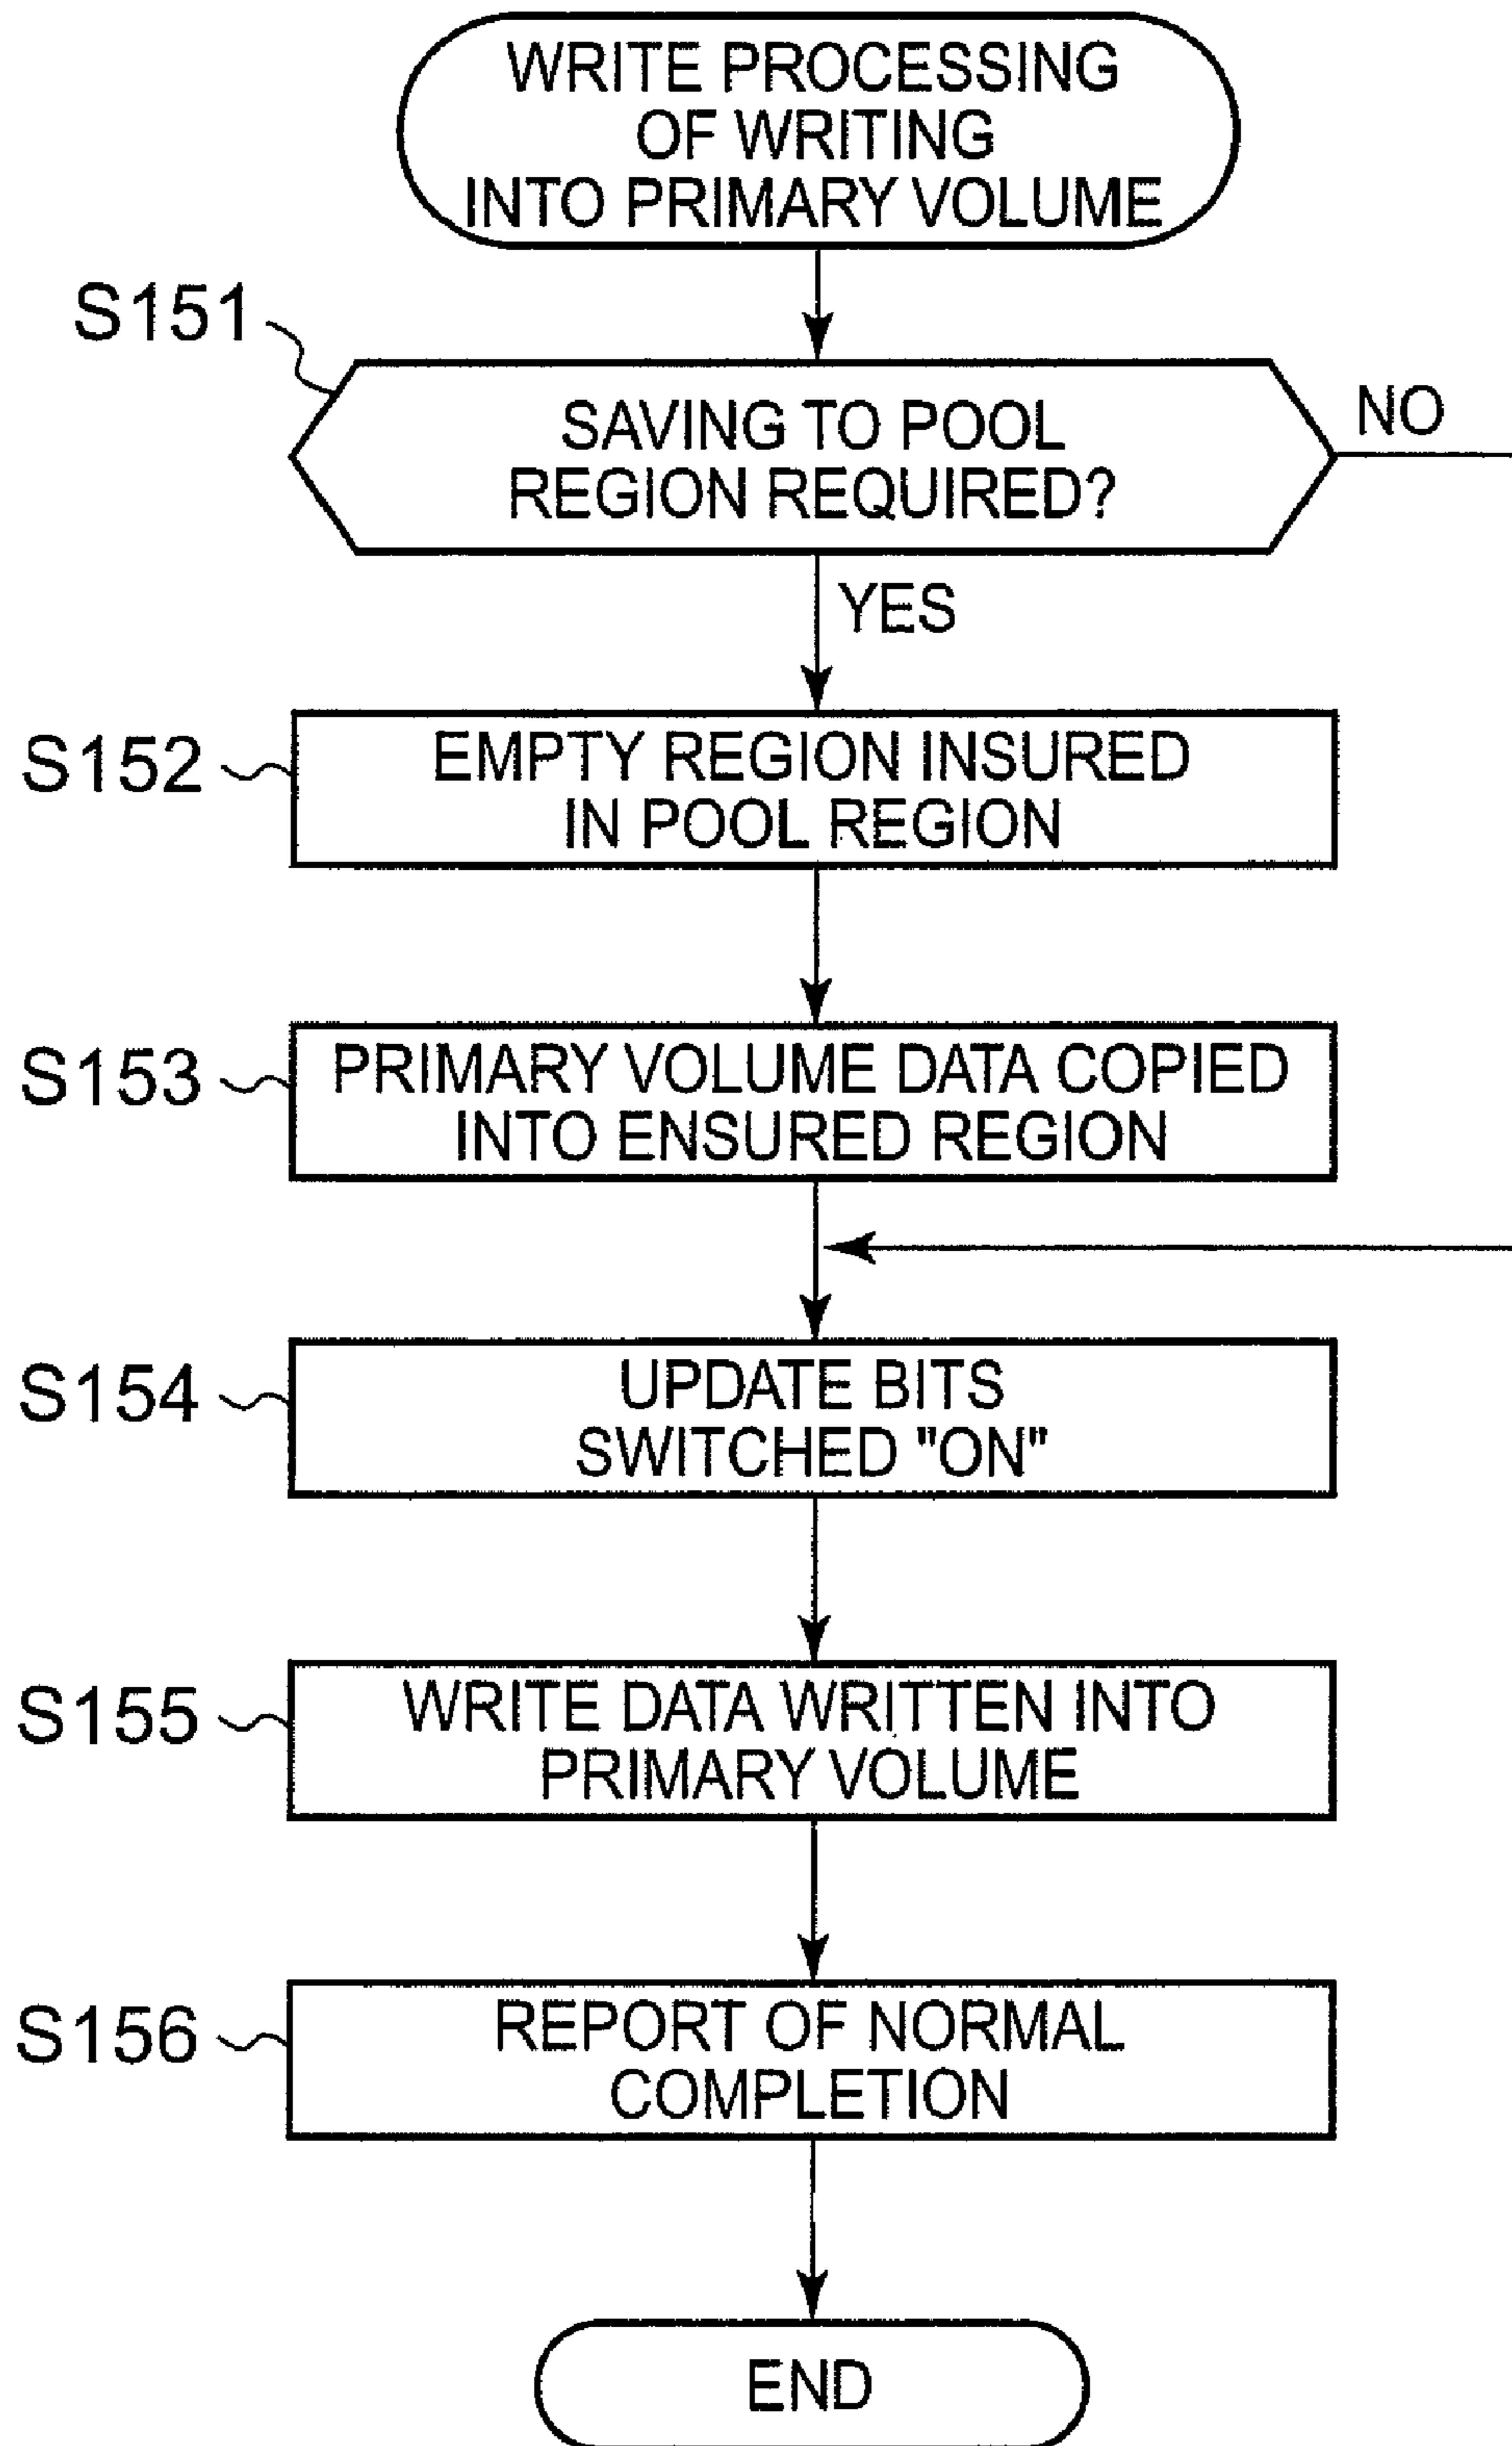 WRITE PROCESSING
OF WRITING
INTO PRIMARY VOLUME
S151
SAVING TO POOL
REGION REQUIRED?
NO
YES
S152
EMPTY REGION INSURED
IN POOL REGION
S153
PRIMARY VOLUME DATA COPIED
INTO ENSURED REGION
S154
UPDATE BITS
SWITCHED "ON"
S155
WRITE DATA WRITTEN INTO
PRIMARY VOLUME
S156
REPORT OF NORMAL
COMPLETION
END